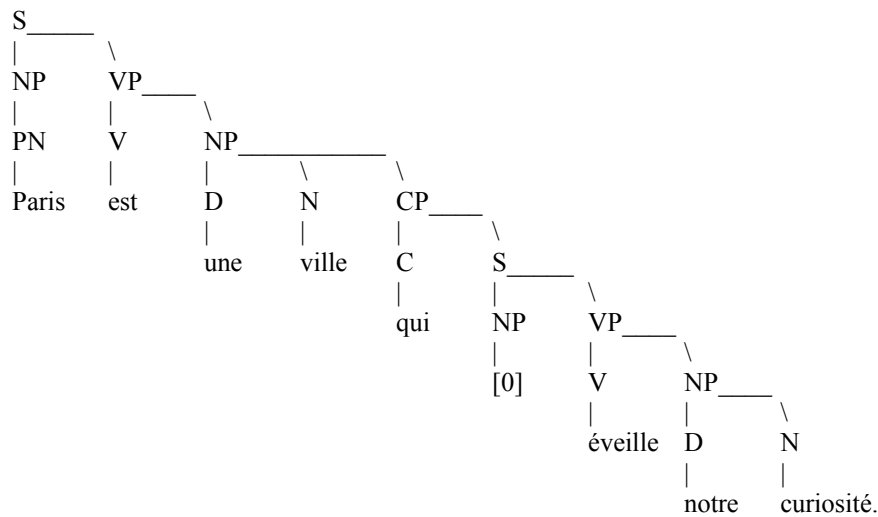 S
NP VP
PN V NP
Paris est D N CP
une ville C S
qui NP VP
[0] V NP
éveille D N
notre curiosité.